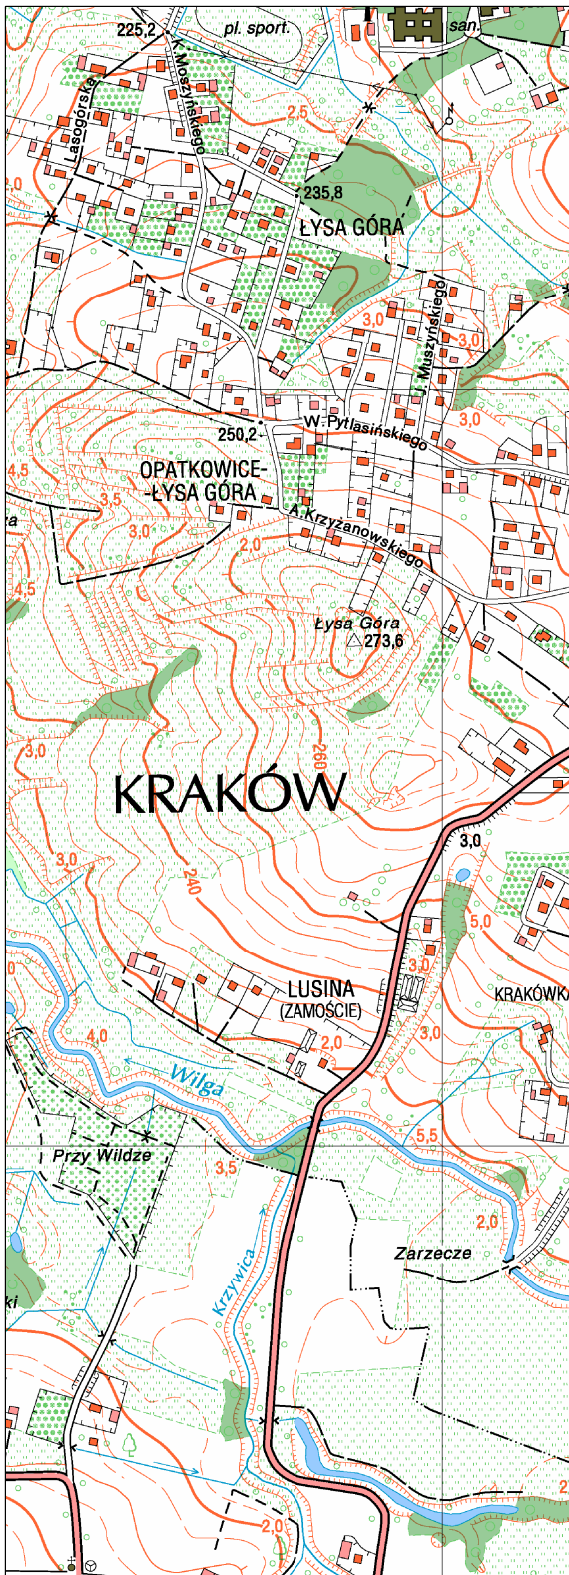 225,2
pl. sport.
san.
K. Moszyńskiego
Lasogórska
2,5
2,0
235,8
ŁYSA GÓRA
3,0
J. Muszyńskiego
3,0
3,0
W. Pytlasińskiego
250,2
OPATKOWICE-
-ŁYSA GÓRA
4,5
3,5
3,0
2,0
A. Krzyżanowskiego
za
4,5
Łysa Góra
273,6
3,0
260
KRAKÓW
3,0
3,0
240
5,0
3,0
LUSINA
(ZAMOŚCIE)
KRAKÓWKA
0
4,0
2,0
3,0
Wilga
5,5
Przy Wildze
3,5
2,0
Zarzecze
Krzywica
ki
2,0
2,